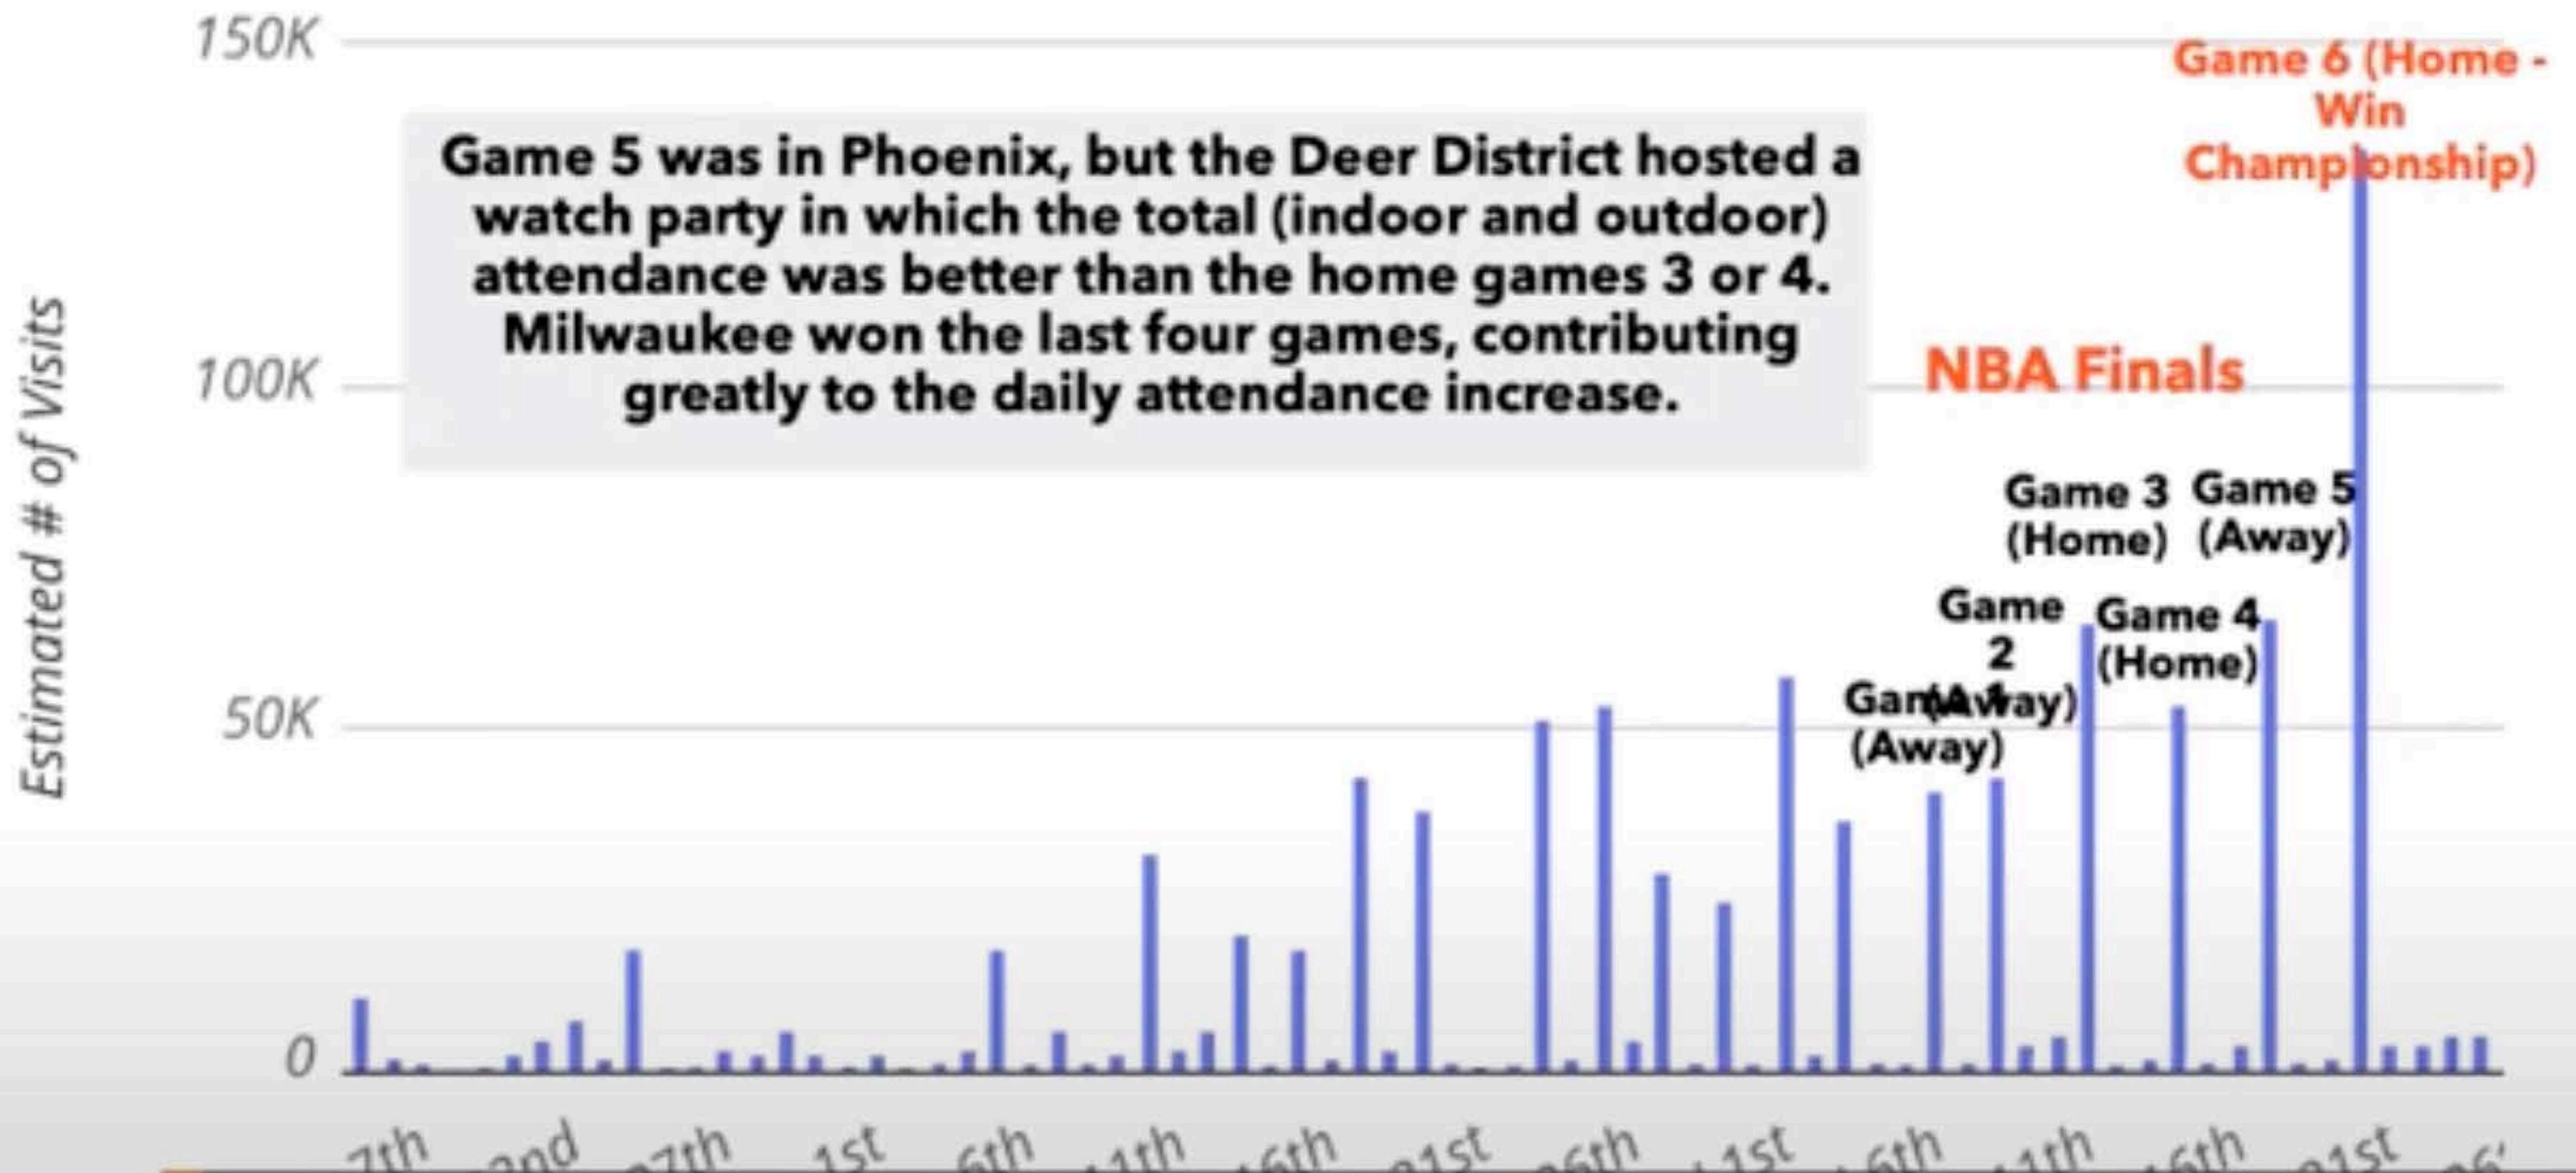 150K
Game 6 (Home -
Win
Championship)
Game 5 was in Phoenix, but the Deer District hosted a
watch party in which the total (indoor and outdoor)
attendance was better than the home games 3 or 4.
Milwaukee won the last four games, contributing
greatly to the daily attendance increase.
100K
NBA Finals
Estimated # of Visits
Game 3
(Home)
Game 5
(Away)
Game
2
(Away)
Game 4
(Home)
50K
Game 1
(Away)
0